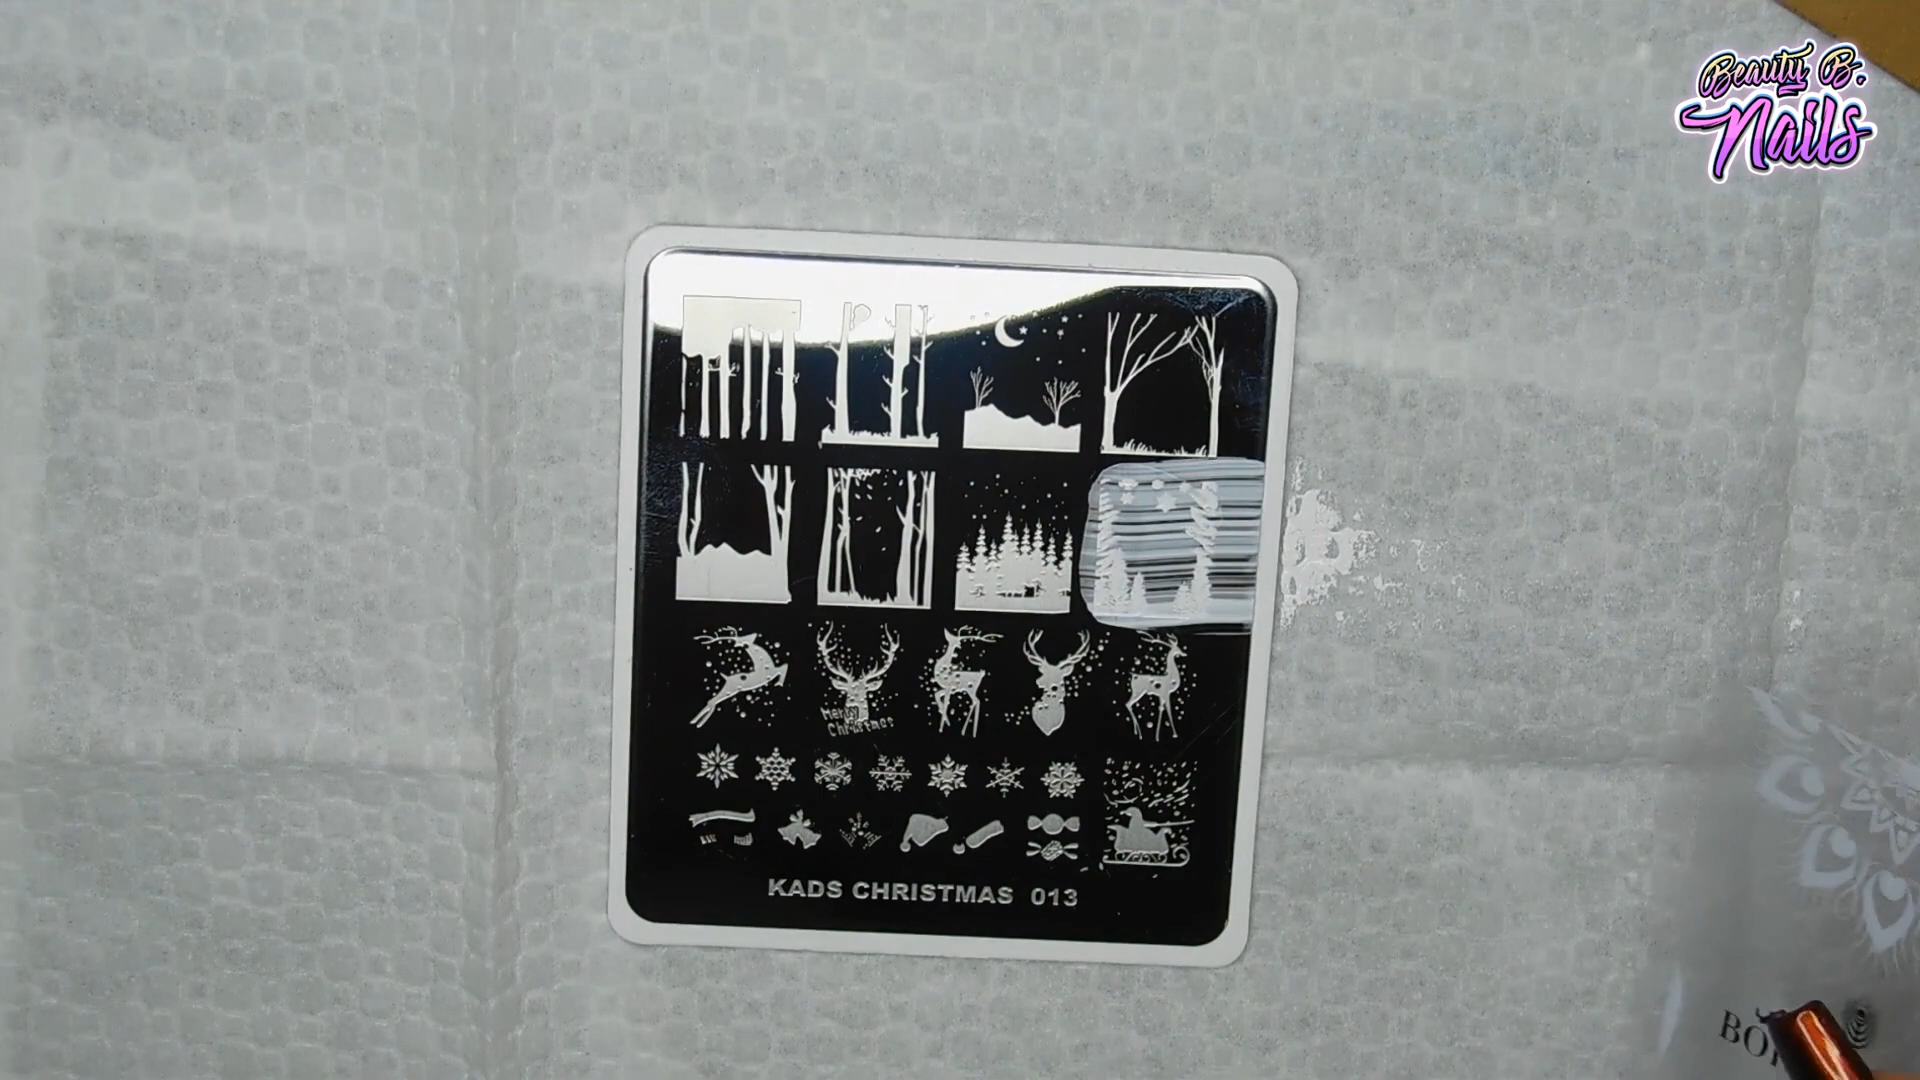 Beauty B.
Nails
Merry
Christmas
KADS CHRISTMAS 013